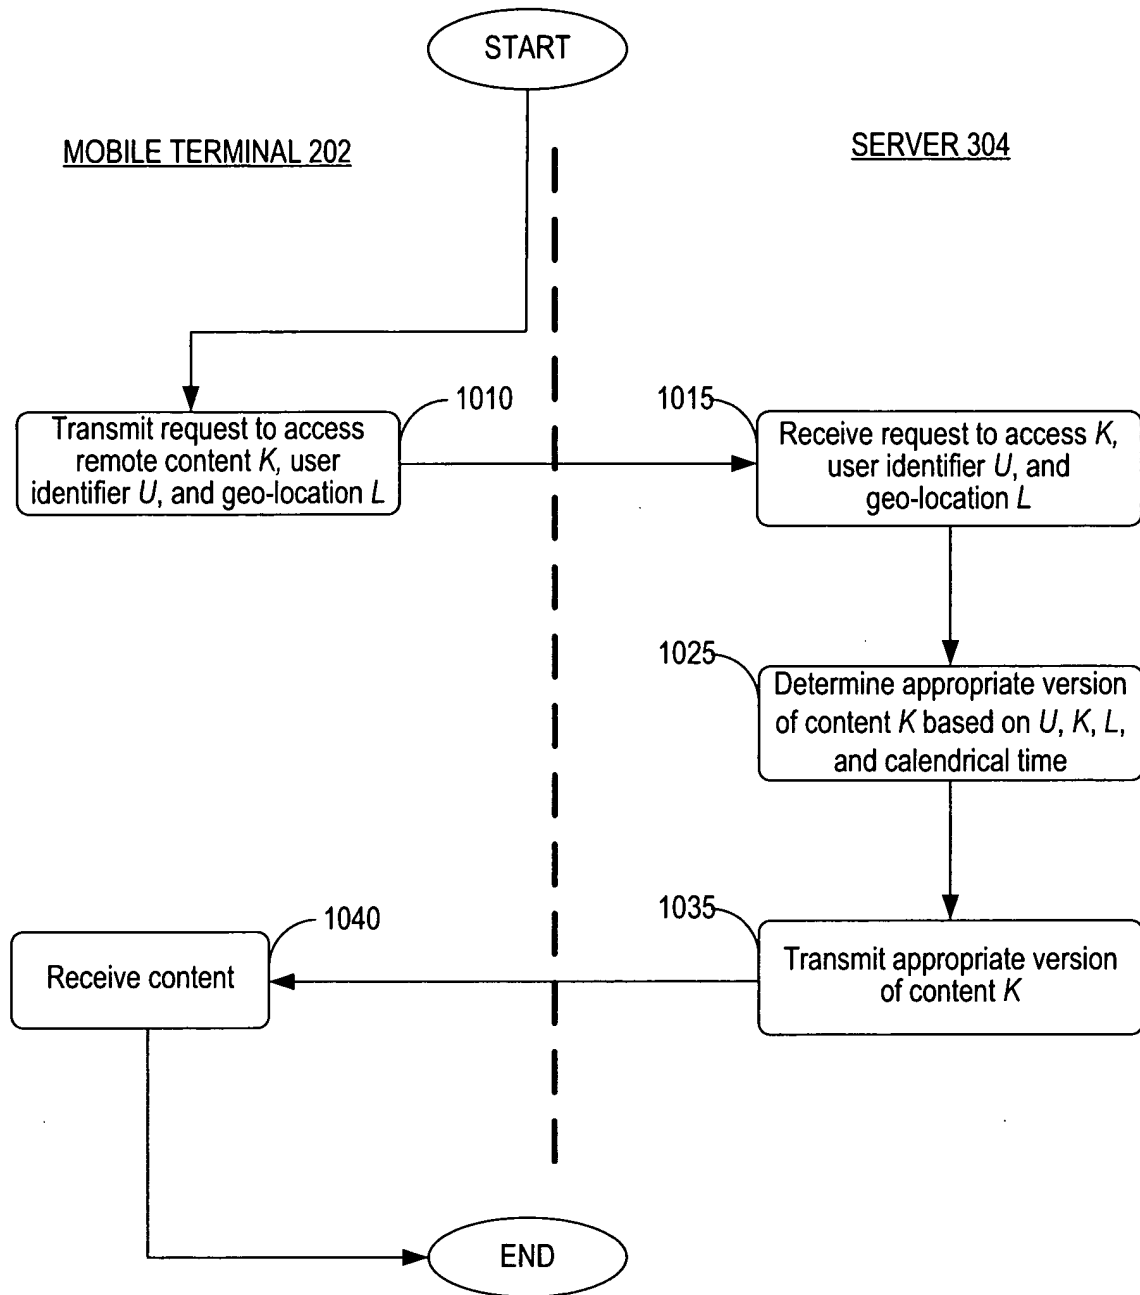 START
MOBILE TERMINAL 202
SERVER 304
1010
1015
Transmit request to access
remote content K, user
identifier U, and geo-location L
Receive request to access K,
user identifier U, and
geo-location L
1025
Determine appropriate version
of content K based on U, K, L,
and calendrical time
1040
1035
Receive content
Transmit appropriate version
of content K
END